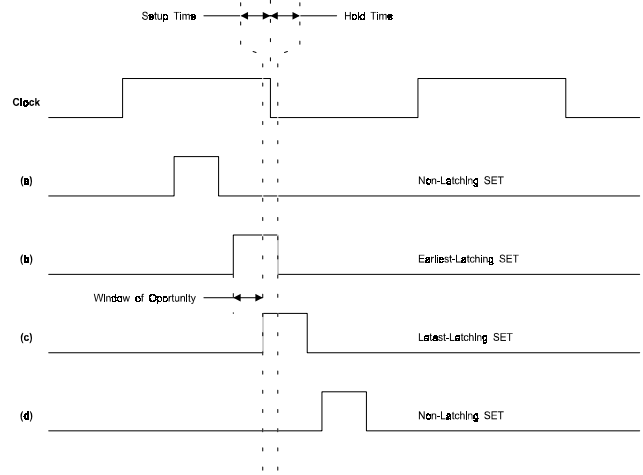 Setup Time
Hold Time
Clock
(a)
Non-Latching SET
(b)
Earliest-Latching SET
Window of Oportunity
(c)
Latest-Latching SET
(d)
Non-Latching SET